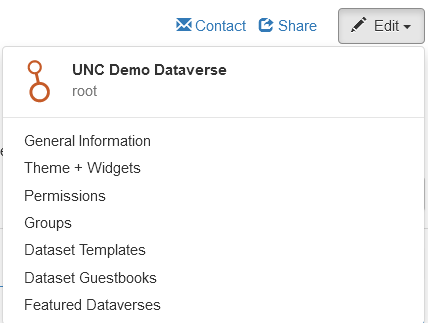 Contact Share Edit
UNC Demo Dataverse
root
General Information
Theme + Widgets
Permissions
Groups
Dataset Templates
Dataset Guestbooks
Featured Dataverses